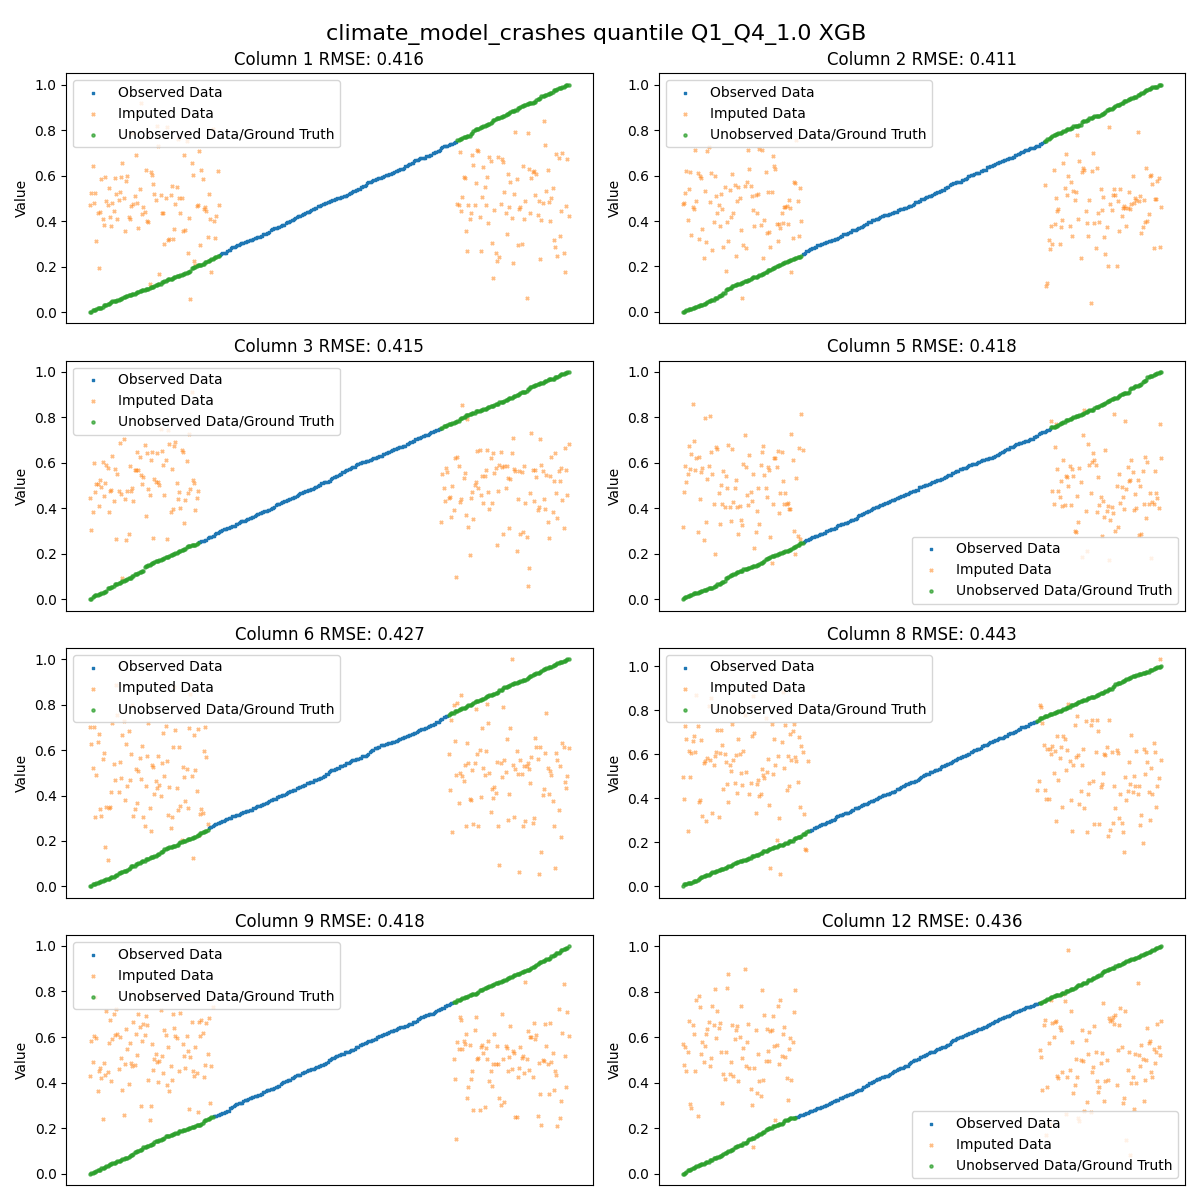 climate_model_crashes quantile Q1_Q4_1.0 XGB
Column 1 RMSE: 0.416
Value
1.0
0.8
0.6
0.4
0.2
0.0
Observed Data
Imputed Data
Unobserved Data/Ground Truth
Column 2 RMSE: 0.411
Value
1.0
0.8
0.6
0.4
0.2
0.0
Observed Data
Imputed Data
Unobserved Data/Ground Truth
Column 3 RMSE: 0.415
Value
1.0
0.8
0.6
0.4
0.2
0.0
Observed Data
Imputed Data
Unobserved Data/Ground Truth
Column 5 RMSE: 0.418
Value
1.0
0.8
0.6
0.4
0.2
0.0
Observed Data
Imputed Data
Unobserved Data/Ground Truth
Column 6 RMSE: 0.427
Value
1.0
0.8
0.6
0.4
0.2
0.0
Observed Data
Imputed Data
Unobserved Data/Ground Truth
Column 8 RMSE: 0.443
Value
1.0
0.8
0.6
0.4
0.2
0.0
Observed Data
Imputed Data
Unobserved Data/Ground Truth
Column 9 RMSE: 0.418
Value
1.0
0.8
0.6
0.4
0.2
0.0
Observed Data
Imputed Data
Unobserved Data/Ground Truth
Column 12 RMSE: 0.436
Value
1.0
0.8
0.6
0.4
0.2
0.0
Observed Data
Imputed Data
Unobserved Data/Ground Truth